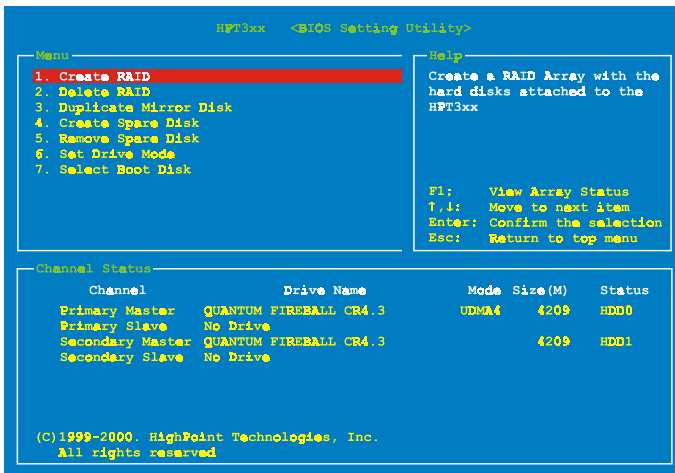 HPT3xx <BIOS Setting Utility>
Menu
1. Create RAID
2. Delete RAID
3. Duplicate Mirror Disk
4. Create Spare Disk
5. Remove Spare Disk
6. Set Drive Mode
7. Select Boot Disk
Help
Create a RAID Array with the
hard disks attached to the
HPT3xx
F1: View Array Status
↑,↓: Move to next item
Enter: Confirm the selection
Esc: Return to top menu
Channel Status
Channel Drive Name Mode Size(M) Status
Primary Master QUANTUM FIREBALL CR4.3 UDMA4 4209 HDD0
Primary Slave No Drive
Secondary Master QUANTUM FIREBALL CR4.3 4209 HDD1
Secondary Slave No Drive
(C)1999-2000. HighPoint Technologies, Inc.
All rights reserved